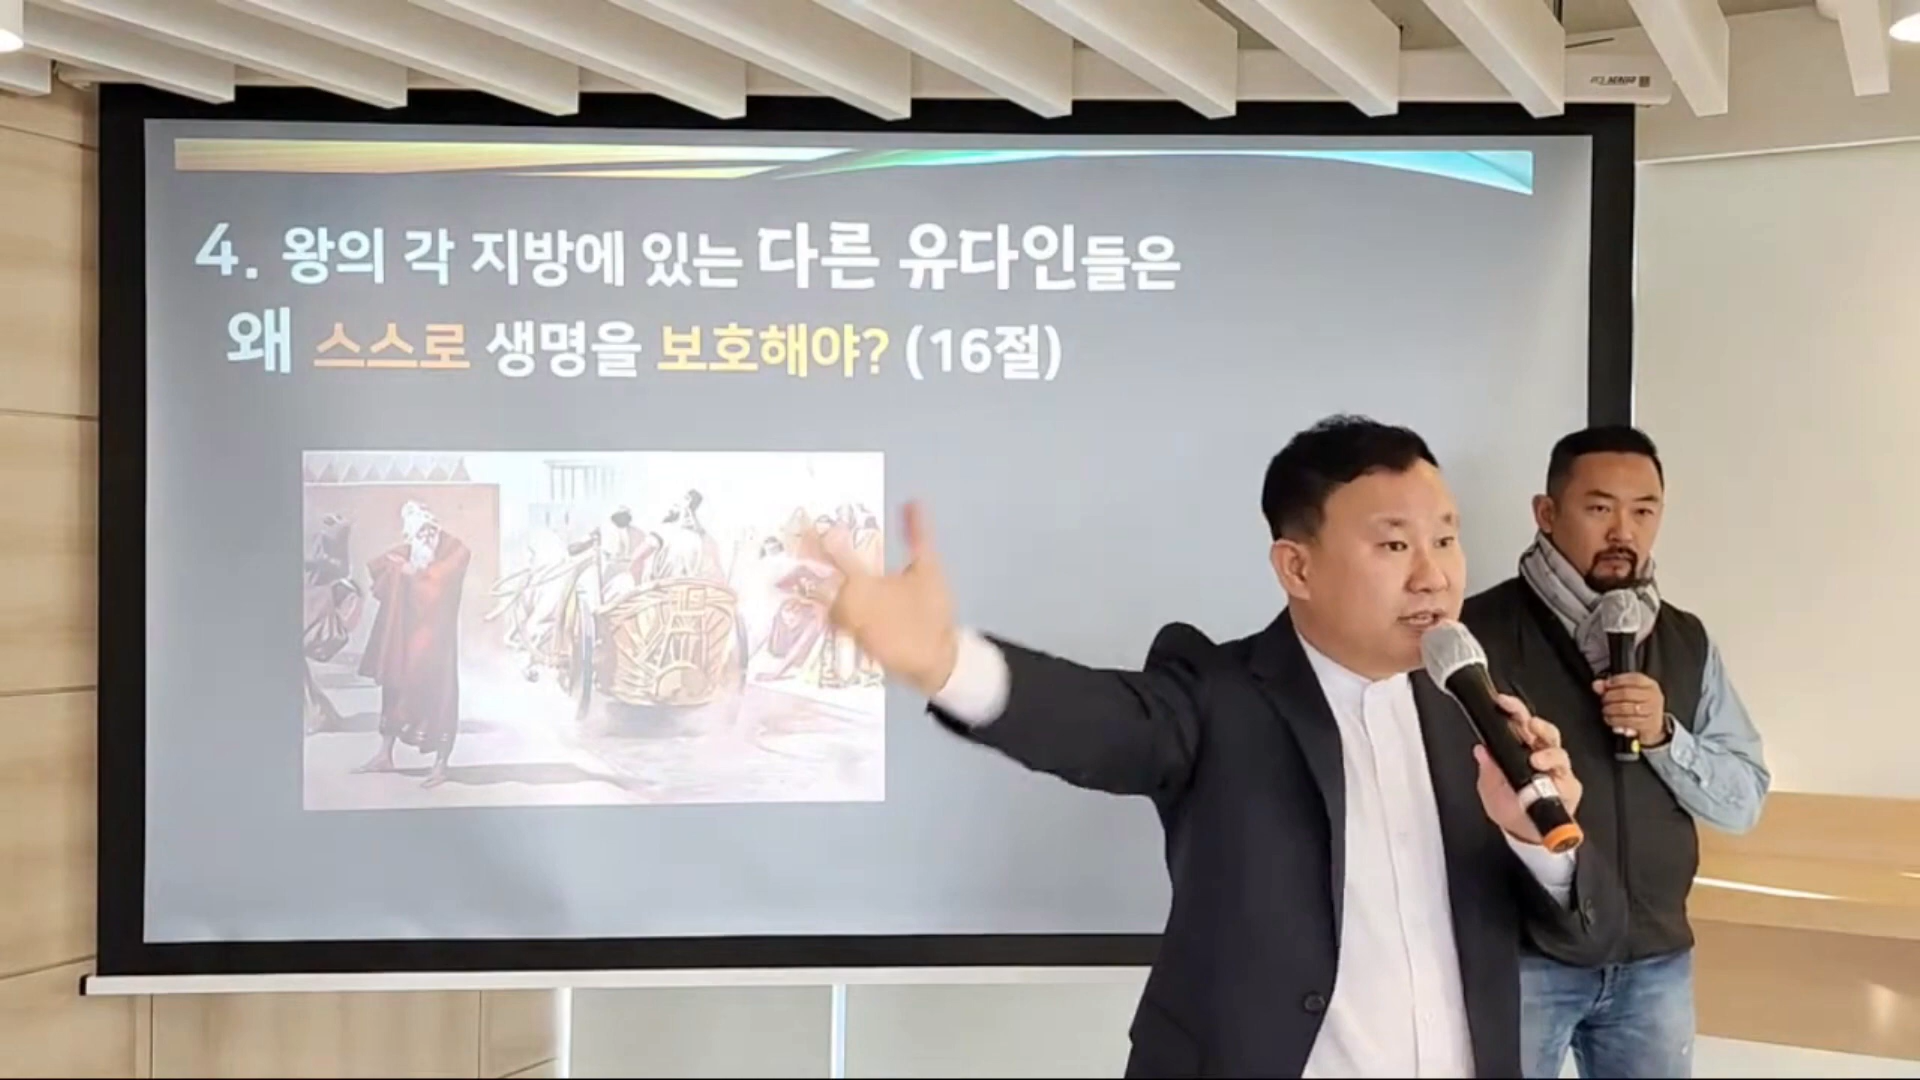 4. 왕의 각 지방에 있는 다른 유다인들은
왜 스스로 생명을 보호해야? (16절)